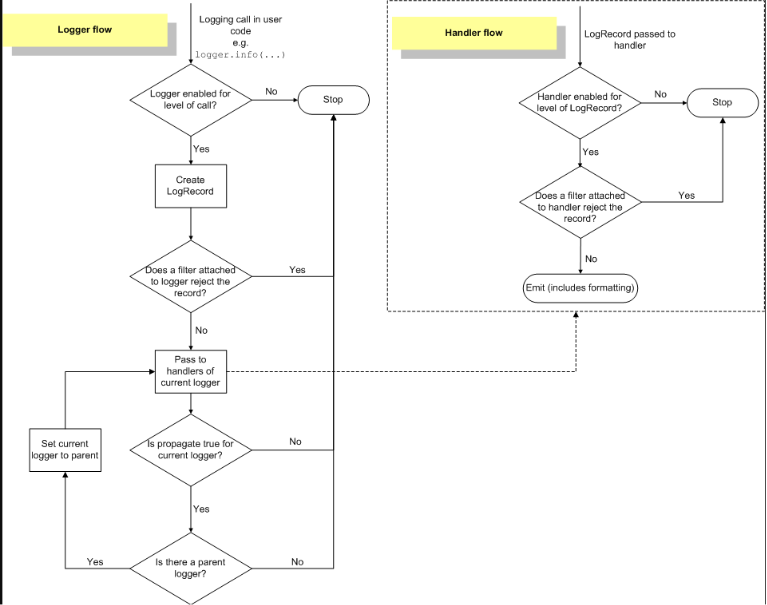 Logger flow
Logging call in user
code
e.g.
logger.info(...)
Logger enabled for
level of call?
No
Stop
Yes
Create
LogRecord
Does a filter attached
to logger reject the
record?
Yes
No
Pass to
handlers of
current logger
Is propagate true for
current logger?
No
Set current
logger to parent
Yes
Is there a parent
logger?
Yes
No
Handler flow
LogRecord passed to
handler
Handler enabled for
level of LogRecord?
No
Stop
Yes
Does a filter attached
to handler reject the
record?
Yes
No
Emit (includes formatting)